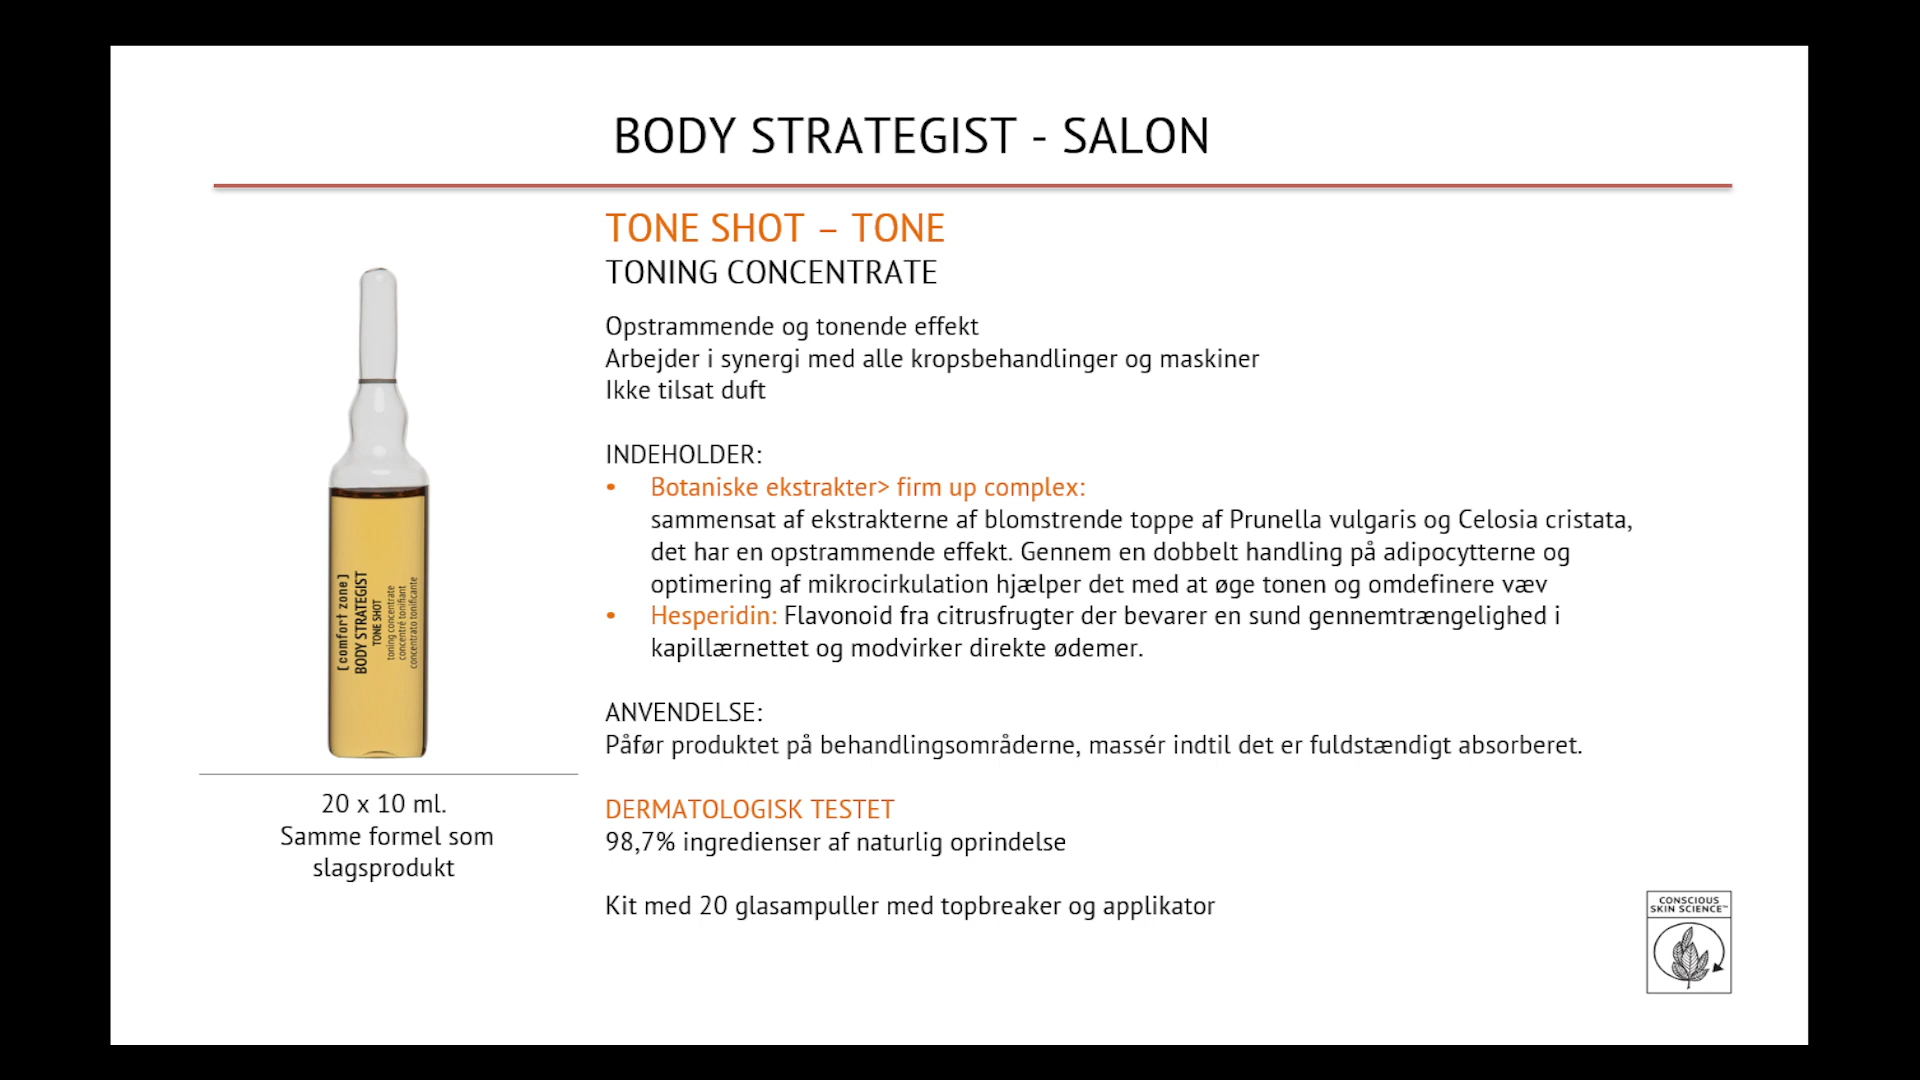 BODY STRATEGIST - SALON
TONE SHOT – TONE
TONING CONCENTRATE
Opstrammende og tonende effekt
Arbejder i synergi med alle kropsbehandlinger og maskiner
Ikke tilsat duft
INDEHOLDER:
• Botaniske ekstrakter> firm up complex:
sammensat af ekstrakterne af blomstrende toppe af Prunella vulgaris og Celosia cristata,
det har en opstrammende effekt. Gennem en dobbelt handling på adipocytterne og
optimering af mikrocirkulation hjælper det med at øge tonen og omdefinere væv
• Hesperidin: Flavonoid fra citrusfrugter der bevarer en sund gennemtrængelighed i
kapillærnettet og modvirker direkte ødemer.
ANVENDELSE:
Påfør produktet på behandlingsområderne, massér indtil det er fuldstændigt absorberet.
DERMATOLOGISK TESTET
98,7% ingredienser af naturlig oprindelse
Kit med 20 glasampuller med topbreaker og applikator
[comfort zone]
BODY STRATEGIST
TONE SHOT
toning concentrate
concentré tonifiant
concentrato tonificante
20 x 10 ml.
Samme formel som
slagsprodukt
CONSCIOUS
SKIN SCIENCE™